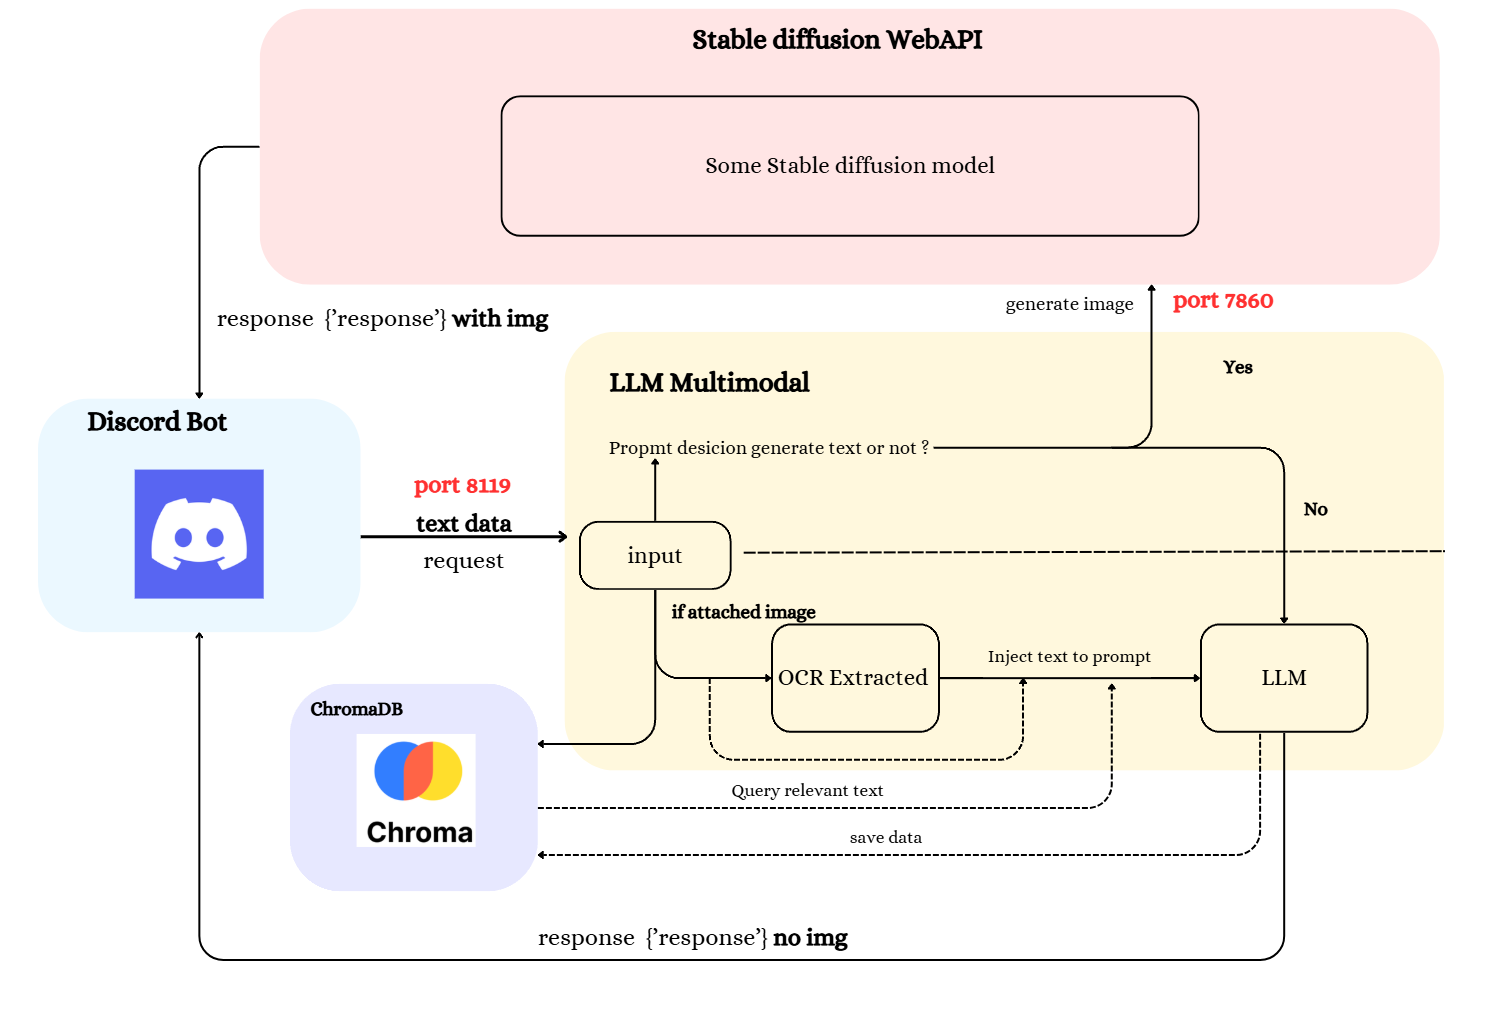 Stable diffusion WebAPI
Some Stable diffusion model
generate image
port 7860
response {’response’} with img
Yes
LLM Multimodal
Discord Bot
Propmt desicion generate text or not ?
port 8119
text data
request
No
input
if attached image
OCR Extracted
Inject text to prompt
LLM
ChromaDB
Chroma
Query relevant text
save data
response {’response’} no img